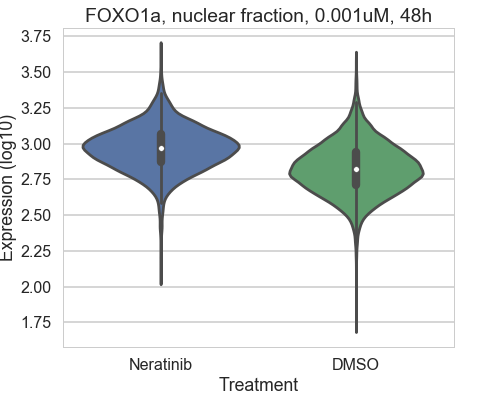 FOXO1a, nuclear fraction, 0.001uM, 48h
3.75
3.50
3.25
3.00
2.75
2.50
2.25
2.00
1.75
Expression (log10)
Neratinib DMSO
Treatment